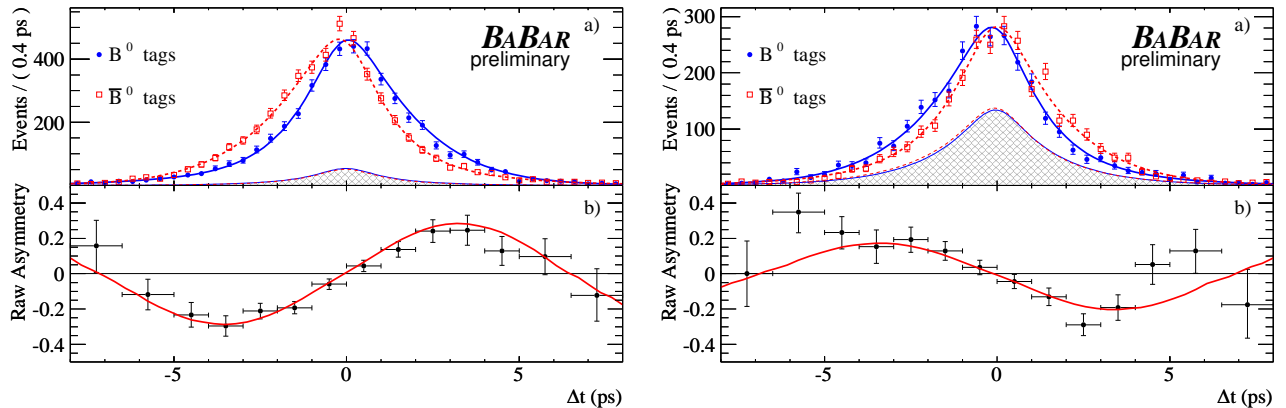 a)
BABAR
preliminary
B0 tags
B̅0 tags
Events / ( 0.4 ps )
400
200
b)
Raw Asymmetry
0.4
0.2
0
-0.2
-0.4
-5 0 5
Δt (ps)
300
a)
BABAR
preliminary
B0 tags
B̅0 tags
Events / ( 0.4 ps )
200
100
0
b)
Raw Asymmetry
0.4
0.2
0
-0.2
-0.4
-5 0 5
Δt (ps)